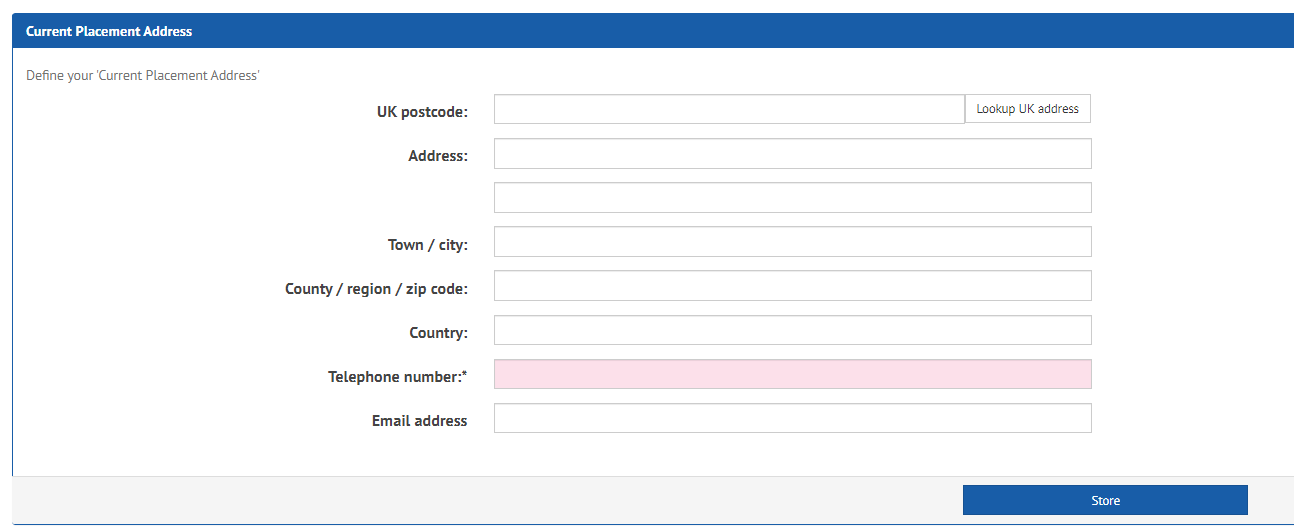 Current Placement Address
Define your 'Current Placement Address'
UK postcode:
Lookup UK address
Address:
Town / city:
County / region / zip code:
Country:
Telephone number:*
Email address
Store